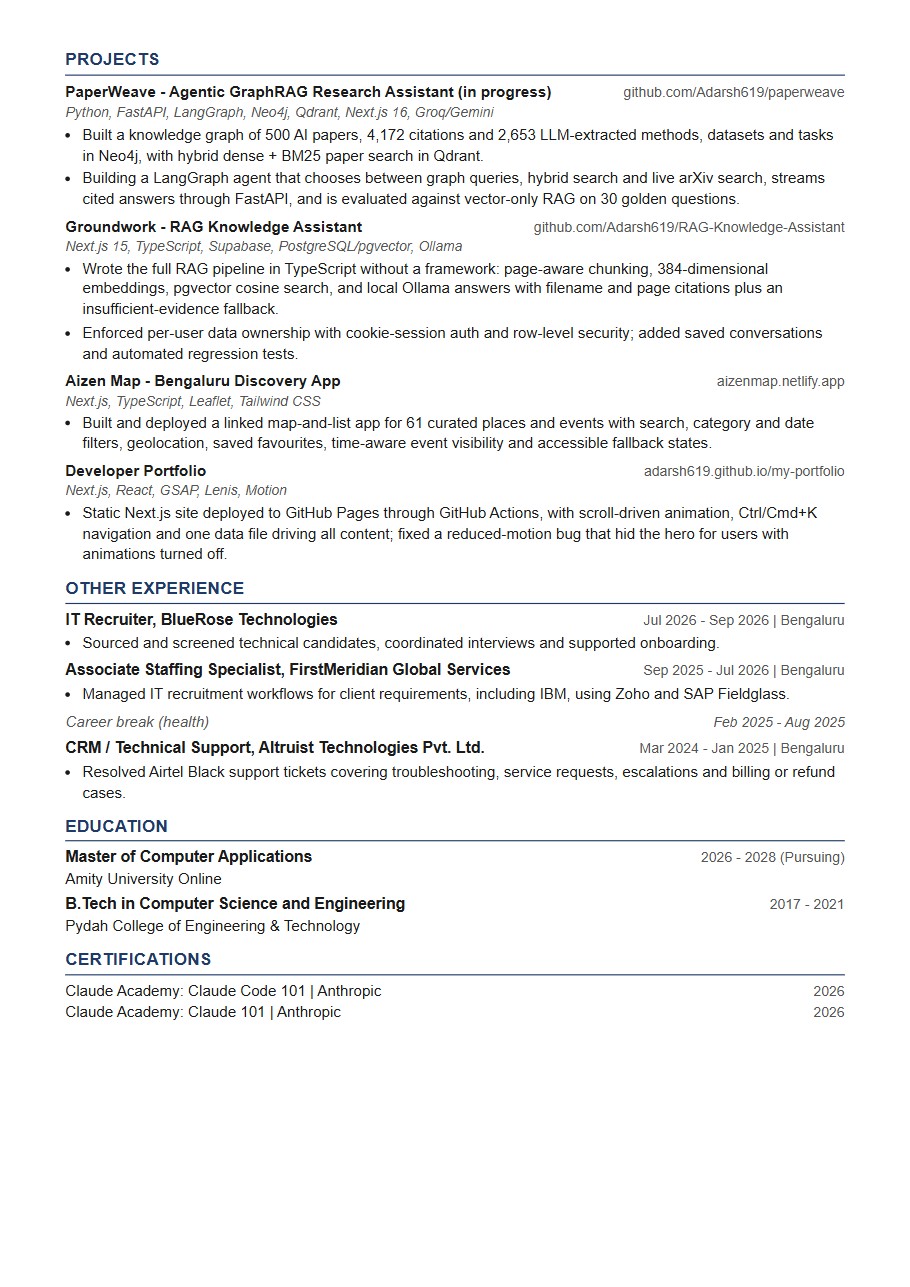 PROJECTS
PaperWeave - Agentic GraphRAG Research Assistant (in progress) github.com/Adarsh619/paperweave
Python, FastAPI, LangGraph, Neo4j, Qdrant, Next.js 16, Groq/Gemini
• Built a knowledge graph of 500 AI papers, 4,172 citations and 2,653 LLM-extracted methods, datasets and tasks
in Neo4j, with hybrid dense + BM25 paper search in Qdrant.
• Building a LangGraph agent that chooses between graph queries, hybrid search and live arXiv search, streams
cited answers through FastAPI, and is evaluated against vector-only RAG on 30 golden questions.
Groundwork - RAG Knowledge Assistant github.com/Adarsh619/RAG-Knowledge-Assistant
Next.js 15, TypeScript, Supabase, PostgreSQL/pgvector, Ollama
• Wrote the full RAG pipeline in TypeScript without a framework: page-aware chunking, 384-dimensional
embeddings, pgvector cosine search, and local Ollama answers with filename and page citations plus an
insufficient-evidence fallback.
• Enforced per-user data ownership with cookie-session auth and row-level security; added saved conversations
and automated regression tests.
Aizen Map - Bengaluru Discovery App aizenmap.netlify.app
Next.js, TypeScript, Leaflet, Tailwind CSS
• Built and deployed a linked map-and-list app for 61 curated places and events with search, category and date
filters, geolocation, saved favourites, time-aware event visibility and accessible fallback states.
Developer Portfolio adarsh619.github.io/my-portfolio
Next.js, React, GSAP, Lenis, Motion
• Static Next.js site deployed to GitHub Pages through GitHub Actions, with scroll-driven animation, Ctrl/Cmd+K
navigation and one data file driving all content; fixed a reduced-motion bug that hid the hero for users with
animations turned off.
OTHER EXPERIENCE
IT Recruiter, BlueRose Technologies Jul 2026 - Sep 2026 | Bengaluru
• Sourced and screened technical candidates, coordinated interviews and supported onboarding.
Associate Staffing Specialist, FirstMeridian Global Services Sep 2025 - Jul 2026 | Bengaluru
• Managed IT recruitment workflows for client requirements, including IBM, using Zoho and SAP Fieldglass.
Career break (health) Feb 2025 - Aug 2025
CRM / Technical Support, Altruist Technologies Pvt. Ltd. Mar 2024 - Jan 2025 | Bengaluru
• Resolved Airtel Black support tickets covering troubleshooting, service requests, escalations and billing or refund
cases.
EDUCATION
Master of Computer Applications 2026 - 2028 (Pursuing)
Amity University Online
B.Tech in Computer Science and Engineering 2017 - 2021
Pydah College of Engineering & Technology
CERTIFICATIONS
Claude Academy: Claude Code 101 | Anthropic 2026
Claude Academy: Claude 101 | Anthropic 2026